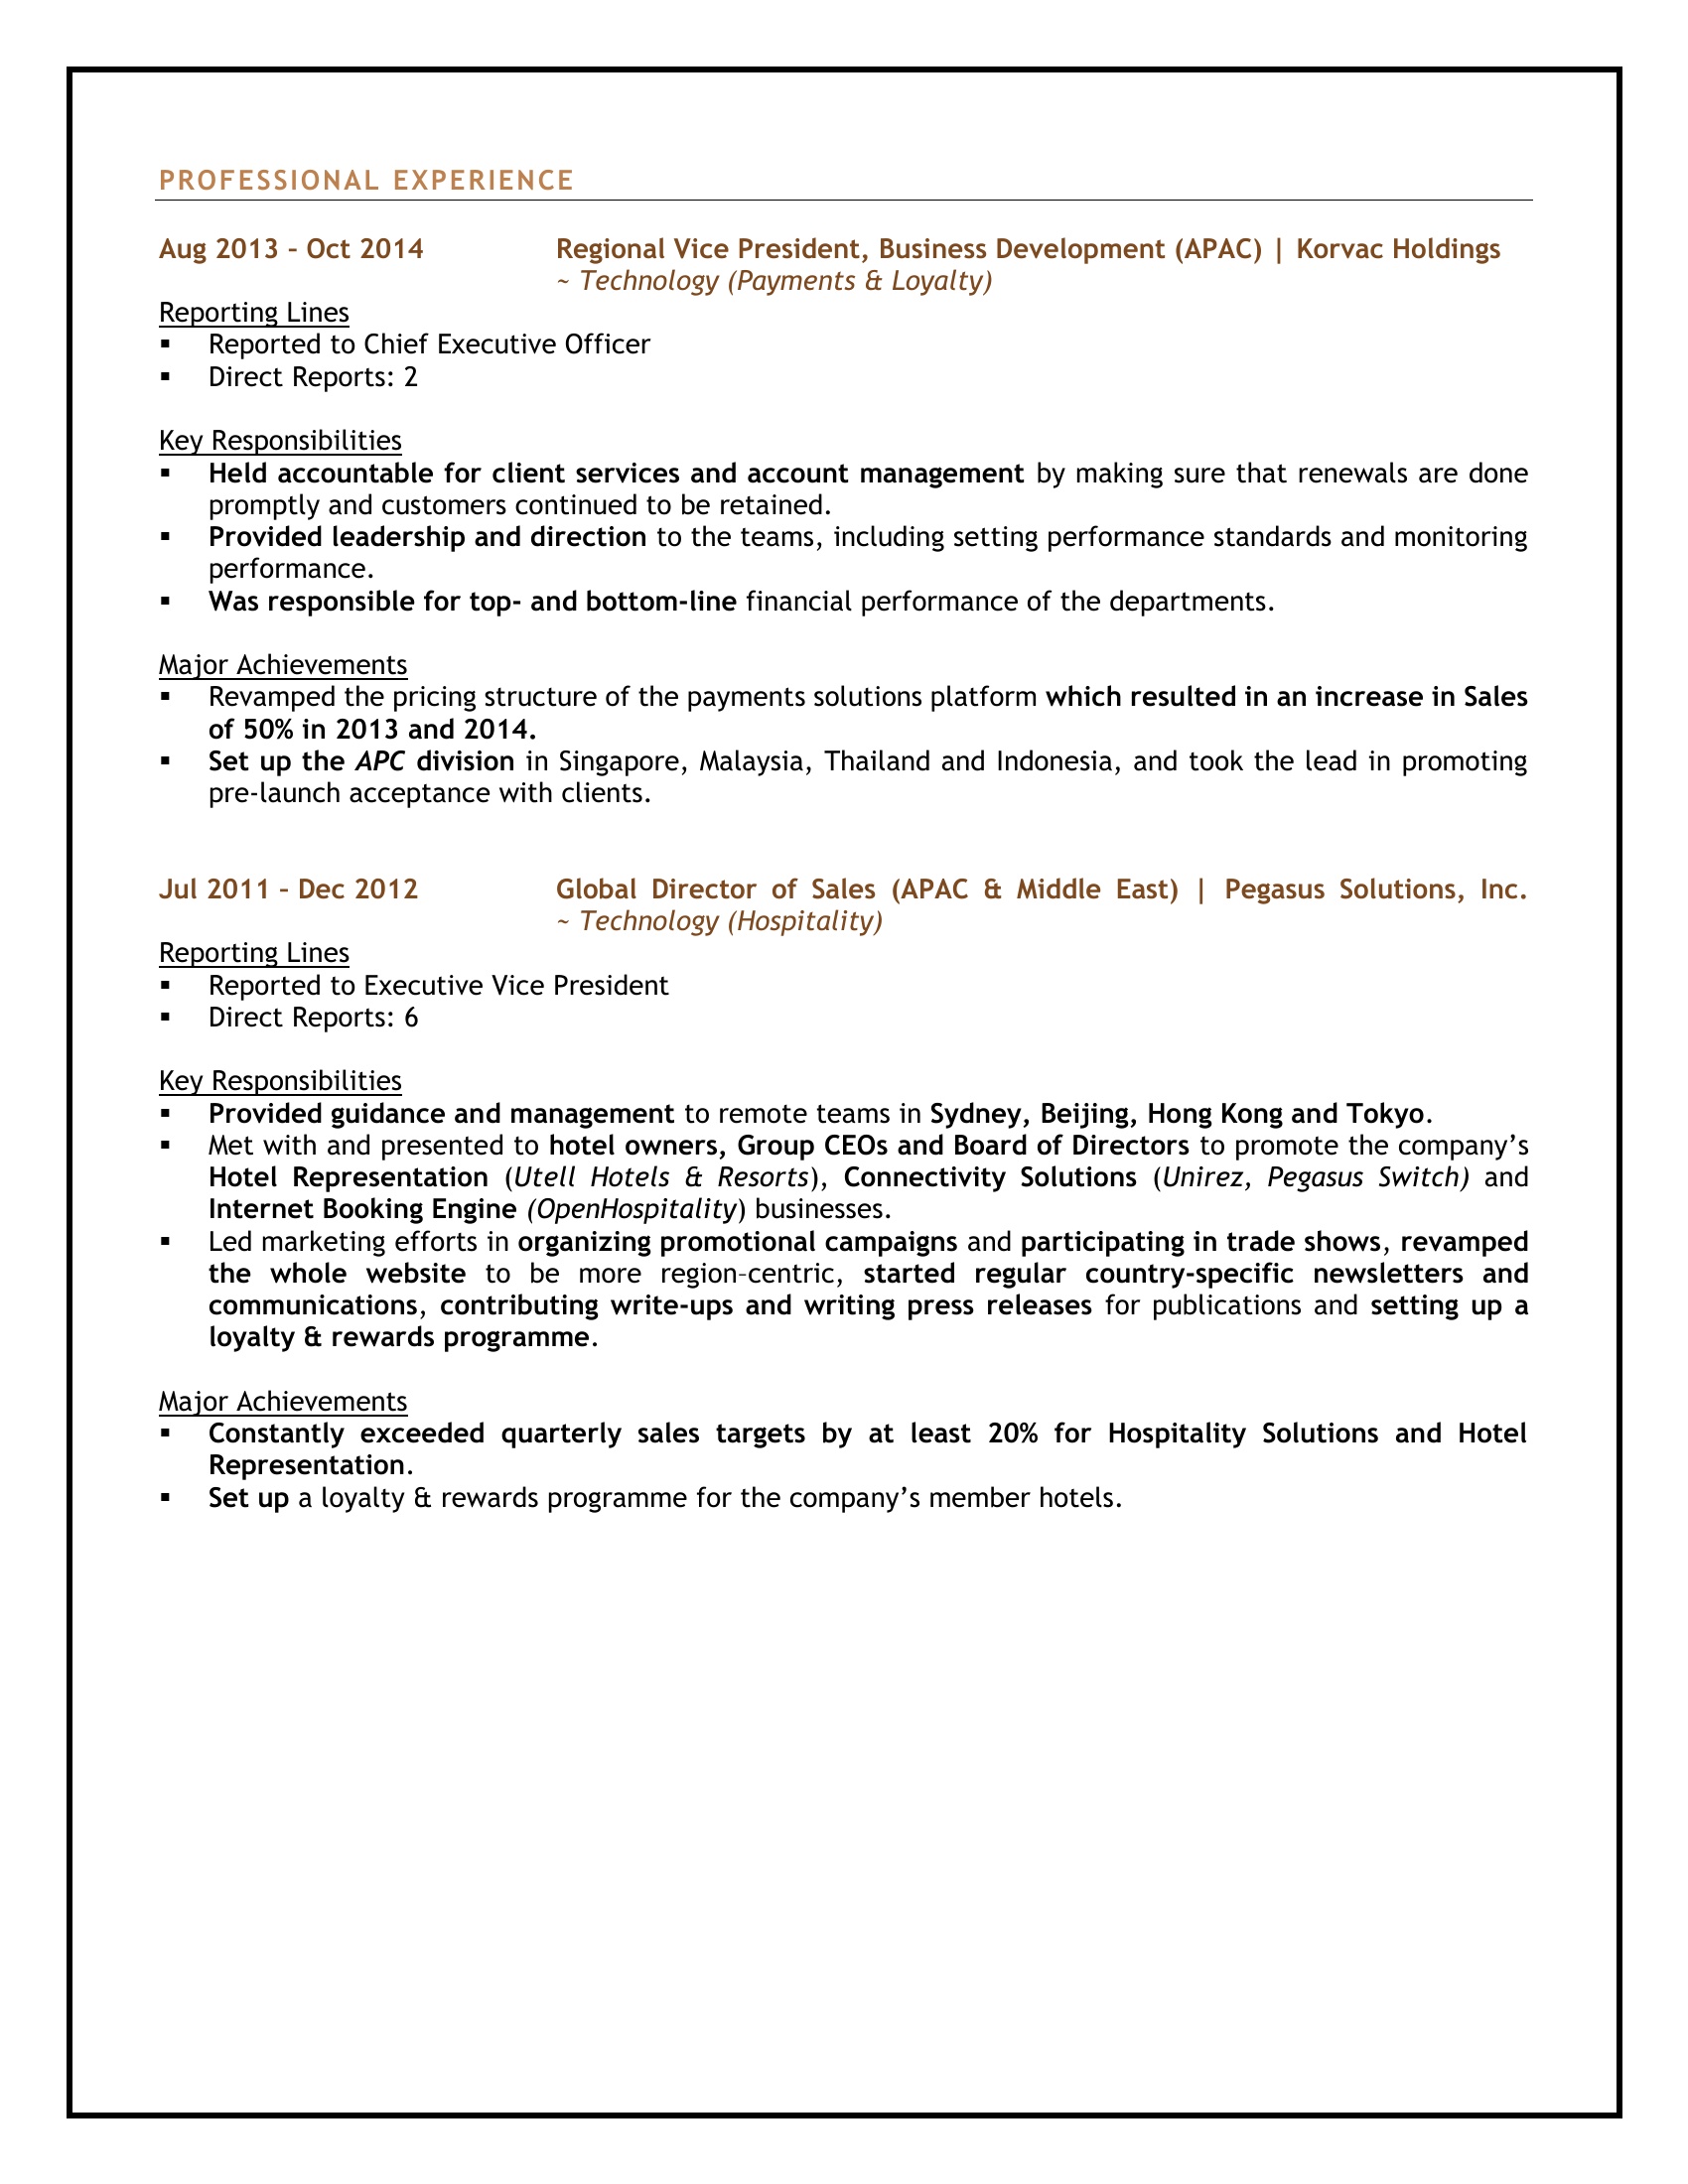 PROFESSIONAL EXPERIENCE
Aug 2013 – Oct 2014 Regional Vice President, Business Development (APAC) | Korvac Holdings
~ Technology (Payments & Loyalty)
Reporting Lines
▪ Reported to Chief Executive Officer
▪ Direct Reports: 2
Key Responsibilities
▪ Held accountable for client services and account management by making sure that renewals are done
promptly and customers continued to be retained.
▪ Provided leadership and direction to the teams, including setting performance standards and monitoring
performance.
▪ Was responsible for top- and bottom-line financial performance of the departments.
Major Achievements
▪ Revamped the pricing structure of the payments solutions platform which resulted in an increase in Sales
of 50% in 2013 and 2014.
▪ Set up the APC division in Singapore, Malaysia, Thailand and Indonesia, and took the lead in promoting
pre-launch acceptance with clients.
Jul 2011 – Dec 2012 Global Director of Sales (APAC & Middle East) | Pegasus Solutions, Inc.
~ Technology (Hospitality)
Reporting Lines
▪ Reported to Executive Vice President
▪ Direct Reports: 6
Key Responsibilities
▪ Provided guidance and management to remote teams in Sydney, Beijing, Hong Kong and Tokyo.
▪ Met with and presented to hotel owners, Group CEOs and Board of Directors to promote the company’s
Hotel Representation (Utell Hotels & Resorts), Connectivity Solutions (Unirez, Pegasus Switch) and
Internet Booking Engine (OpenHospitality) businesses.
▪ Led marketing efforts in organizing promotional campaigns and participating in trade shows, revamped
the whole website to be more region–centric, started regular country-specific newsletters and
communications, contributing write-ups and writing press releases for publications and setting up a
loyalty & rewards programme.
Major Achievements
▪ Constantly exceeded quarterly sales targets by at least 20% for Hospitality Solutions and Hotel
Representation.
▪ Set up a loyalty & rewards programme for the company’s member hotels.